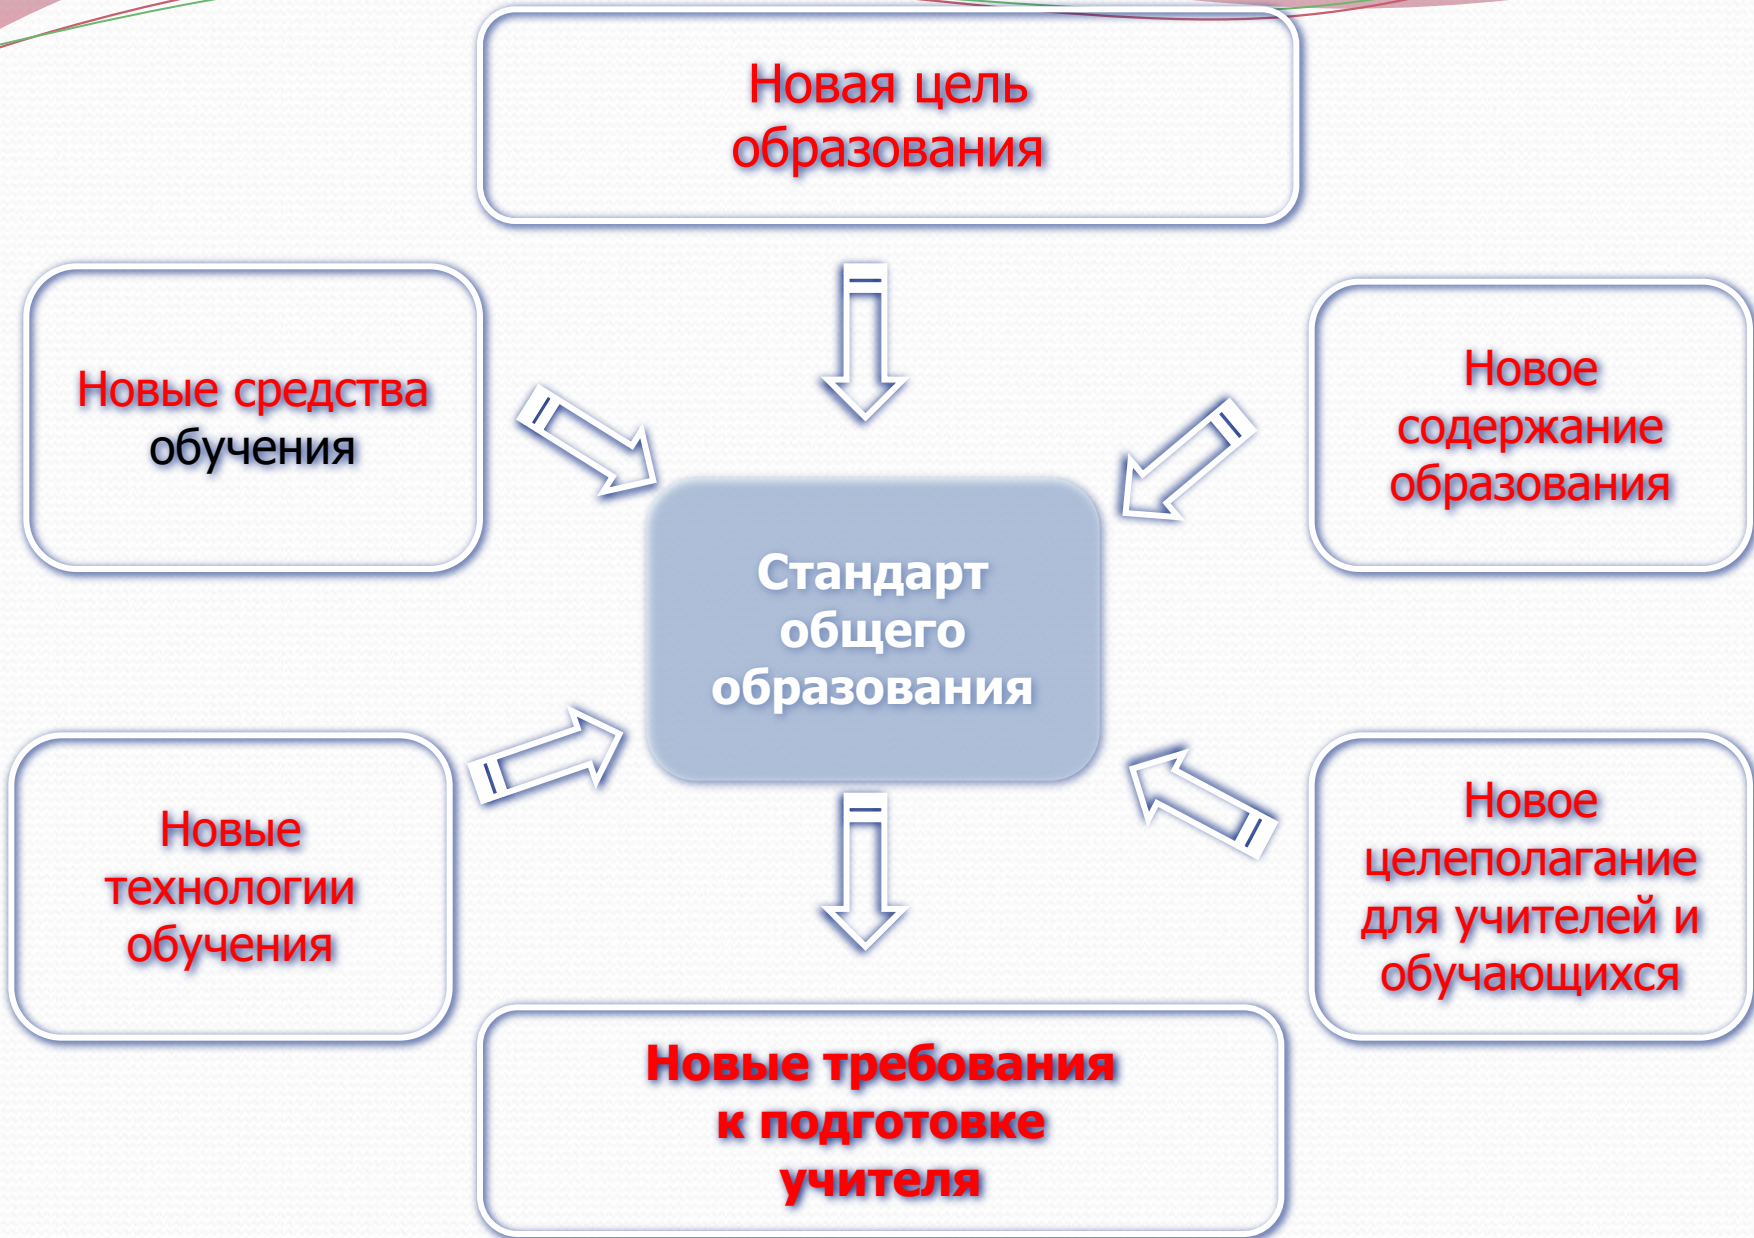 Новая цель
образования
Новые средства
обучения
Новое
содержание
образования
Стандарт
общего
образования
Новые
технологии
обучения
Новое
целеполагание
для учителей и
обучающихся
Новые требования
к подготовке
учителя